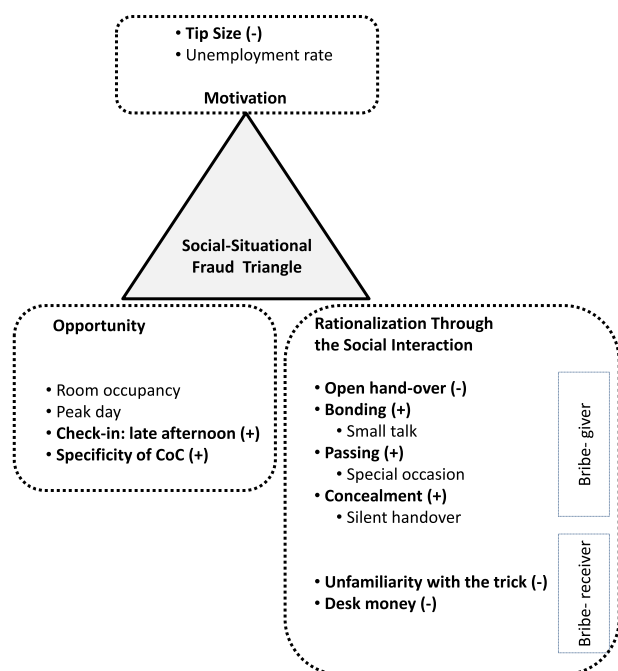 • Tip Size (-)
• Unemployment rate
Motivation
Social-Situational
Fraud Triangle
Opportunity
• Room occupancy
• Peak day
• Check-in: late afternoon (+)
• Specificity of CoC (+)
Rationalization Through
the Social Interaction
• Open hand-over (-)
• Bonding (+)
• Small talk
• Passing (+)
• Special occasion
• Concealment (+)
• Silent handover
Bribe- giver
• Unfamiliarity with the trick (-)
• Desk money (-)
Bribe- receiver